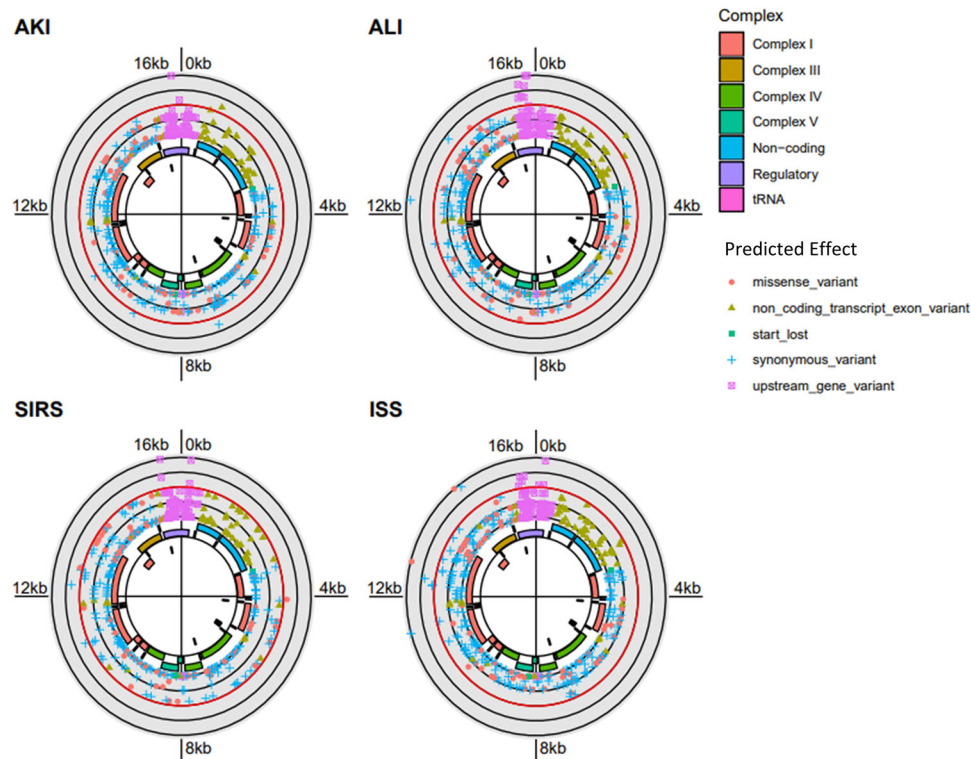 AKI
16kb 0kb
12kb
4kb
8kb
ALI
16kb 0kb
12kb
4kb
8kb
Complex
Complex I
Complex III
Complex IV
Complex V
Non-coding
Regulatory
tRNA
Predicted Effect
missense_variant
non_coding_transcript_exon_variant
start_lost
synonymous_variant
upstream_gene_variant
SIRS
16kb 0kb
12kb
4kb
8kb
ISS
16kb 0kb
12kb
4kb
8kb